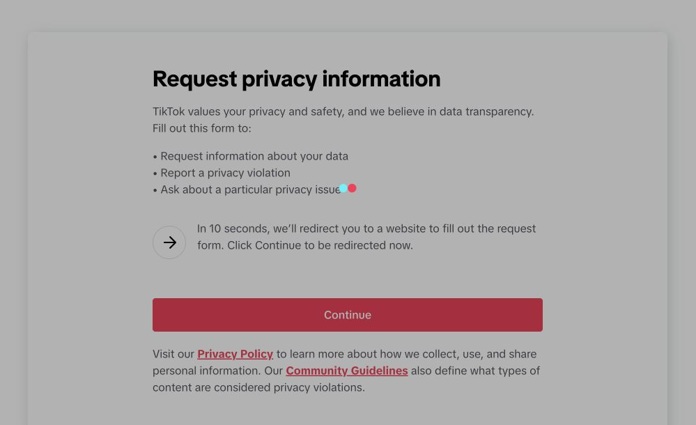 Request privacy information
TikTok values your privacy and safety, and we believe in data transparency.
Fill out this form to:
• Request information about your data
• Report a privacy violation
• Ask about a particular privacy issue
In 10 seconds, we'll redirect you to a website to fill out the request
form. Click Continue to be redirected now.
Continue
Visit our Privacy Policy to learn more about how we collect, use, and share
personal information. Our Community Guidelines also define what types of
content are considered privacy violations.